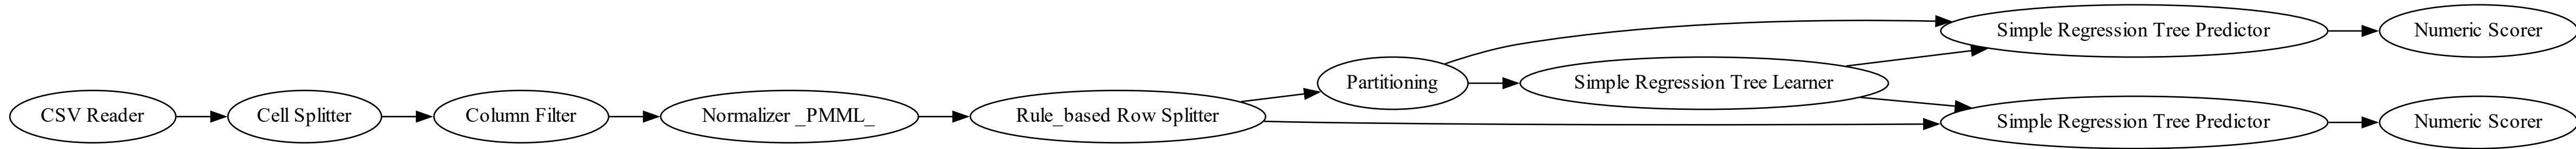 CSV Reader
Cell Splitter
Column Filter
Normalizer _PMML_
Rule_based Row Splitter
Partitioning
Simple Regression Tree Learner
Simple Regression Tree Predictor
Numeric Scorer
Simple Regression Tree Predictor
Numeric Scorer